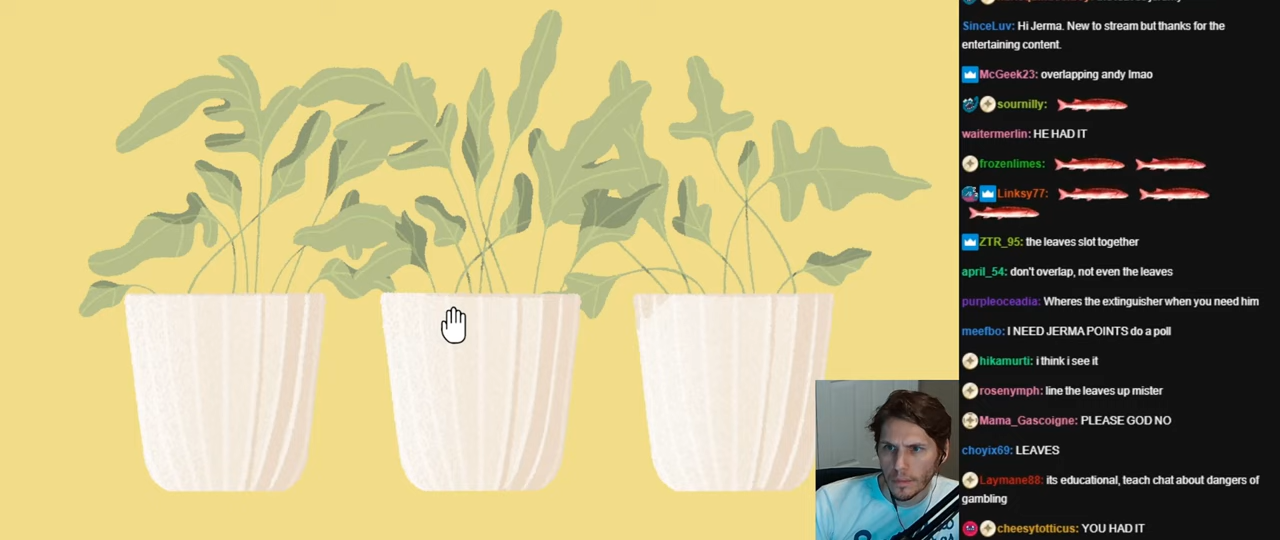 SinceLuv: Hi Jerma. New to stream but thanks for the
entertaining content.
McGeek23: overlapping andy lmao
sournilly:
waitermerlin: HE HAD IT
frozenlimes:
Linksy77:
ZTR_95: the leaves slot together
april_54: don't overlap, not even the leaves
purpleoceadia: Wheres the extinguisher when you need him
meefbo: I NEED JERMA POINTS do a poll
hikamurti: i think i see it
rosenymph: line the leaves up mister
Mama_Gascoigne: PLEASE GOD NO
choyix69: LEAVES
Laymane88: its educational, teach chat about dangers of
gambling
cheesytotticus: YOU HAD IT